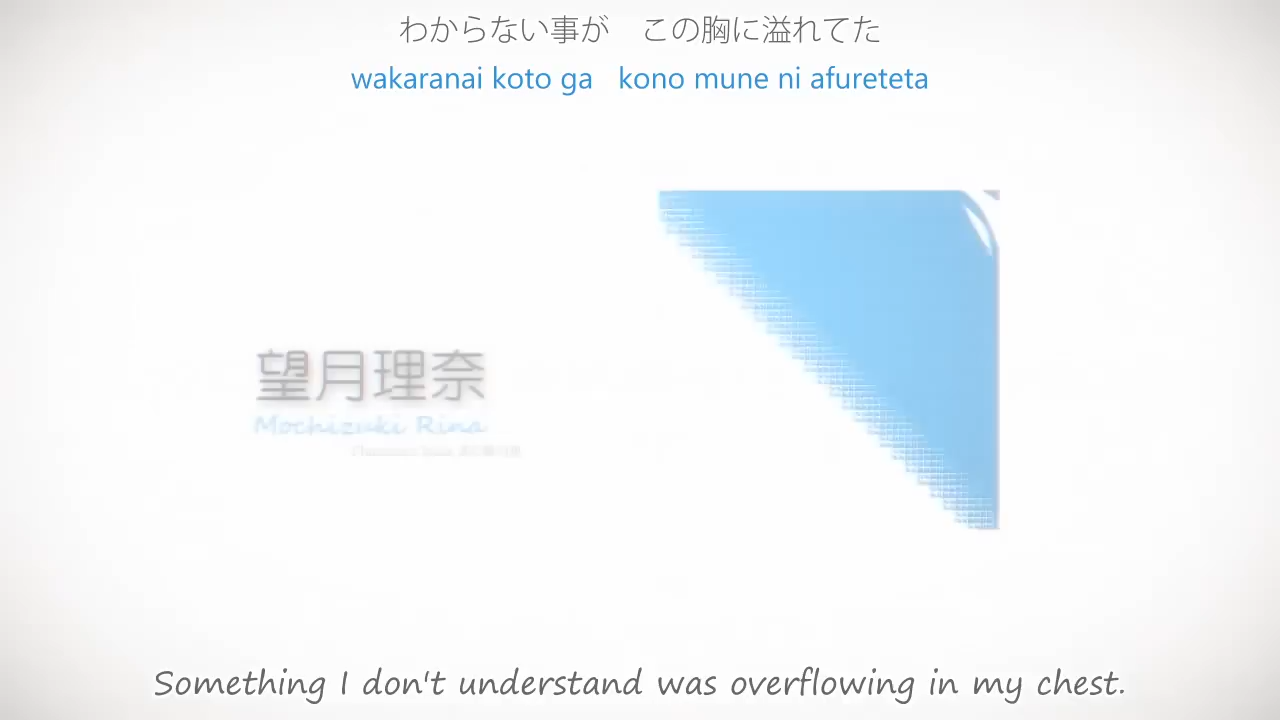 わからない事が　この胸に溢れてた
wakaranai koto ga   kono mune ni afureteta
望月理奈
Mochizuki Rina
Something I don't understand was overflowing in my chest.